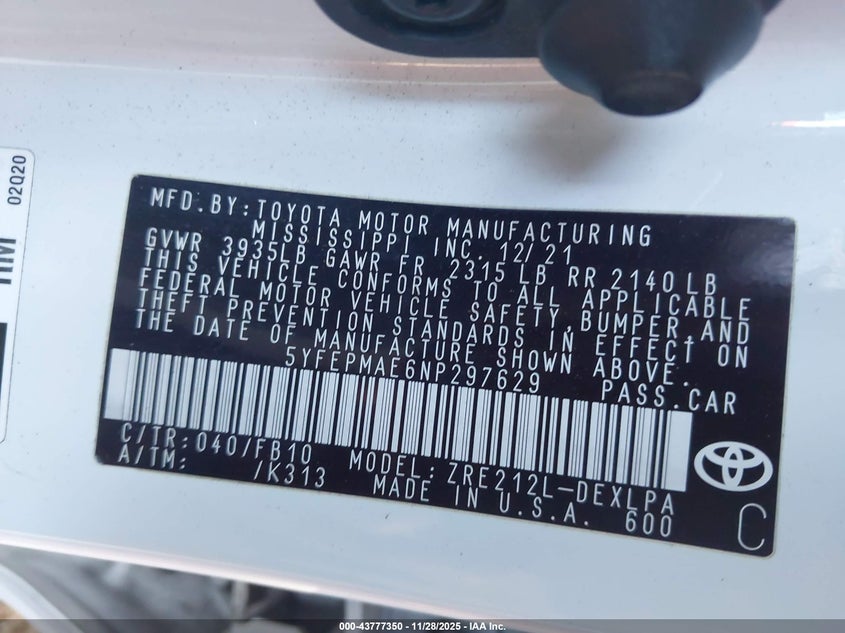 02Q20
MFD.BY:TOYOTA MOTOR MANUFACTURING
MISSISSIPPI INC. 12/21
GVWR 3935LB GAWR FR 2315 LB RR 2140 LB
THIS VEHICLE CONFORMS TO ALL APPLICABLE
FEDERAL MOTOR VEHICLE SAFETY,BUMPER,AND
THEFT PREVENTION STANDARDS IN EFFECT ON
THE DATE OF MANUFACTURE SHOWN ABOVE.
5YFEPMAE6NP297629 PASS.CAR
C/TR:040/FB10 MODEL:ZRE212L-DEXLPA
A/TM: /K313 MADE IN U.S.A. 600
C
000-43777350 | 11/28/2025 – IAA Inc.